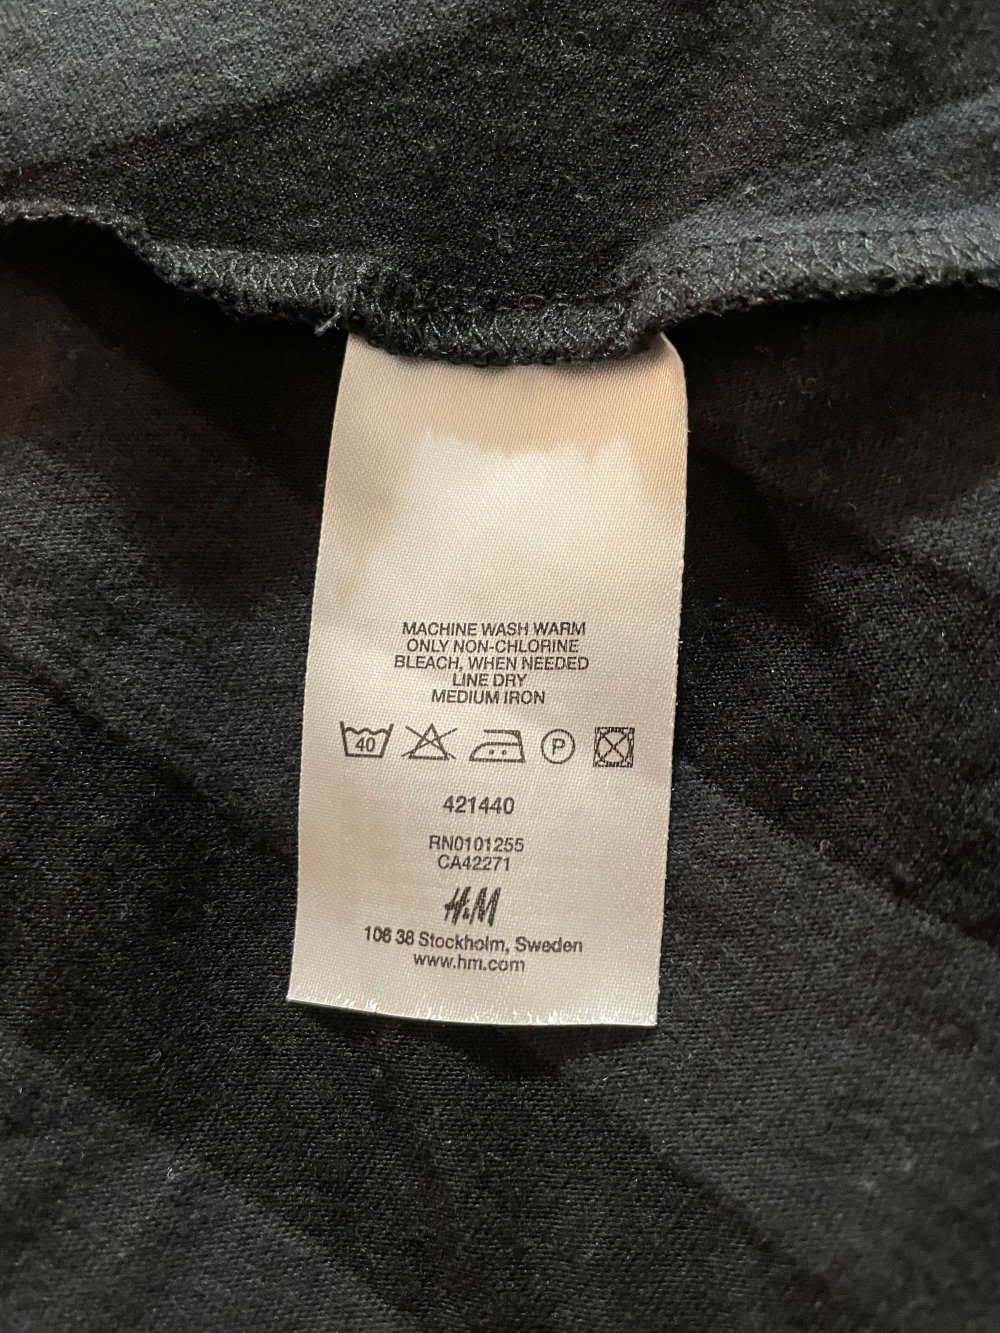 MACHINE WASH WARM
ONLY NON-CHLORINE
BLEACH, WHEN NEEDED
LINE DRY
MEDIUM IRON
40 P
421440
RN0101255
CA42271
H&M
106 38 Stockholm, Sweden
www.hm.com